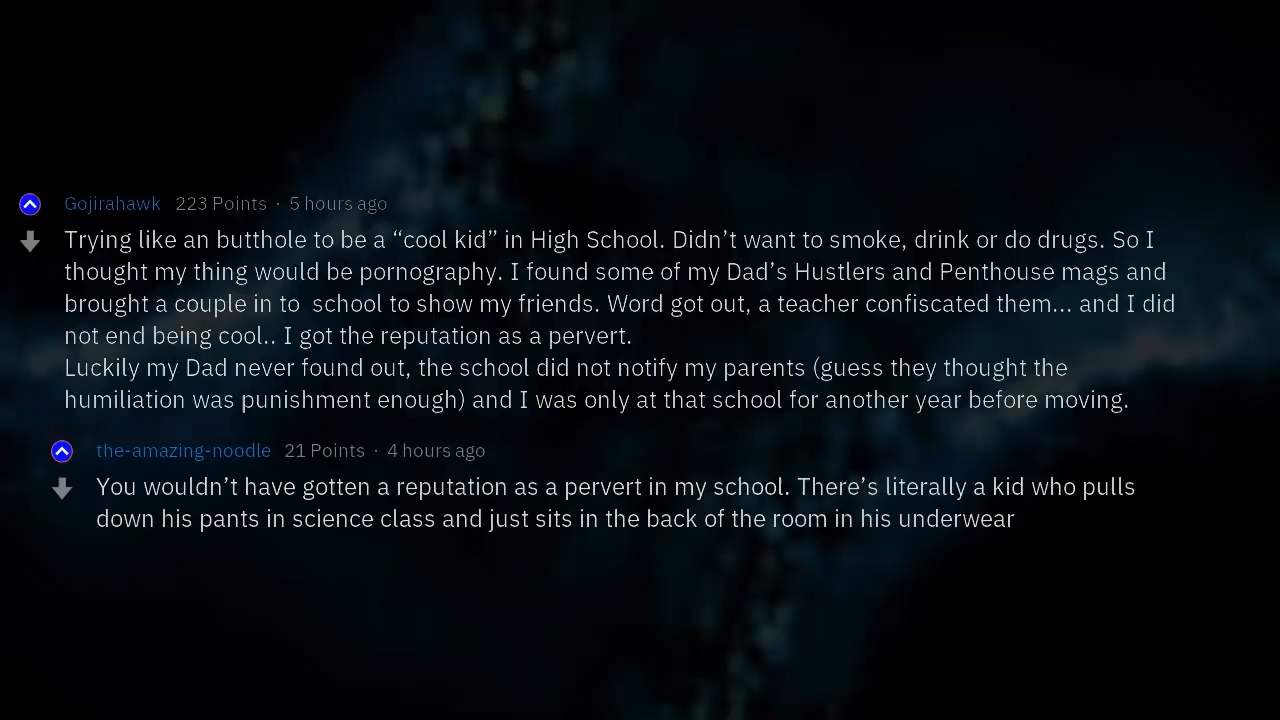 Gojirahawk 223 Points · 5 hours ago
Trying like an butthole to be a “cool kid” in High School. Didn’t want to smoke, drink or do drugs. So I
thought my thing would be pornography. I found some of my Dad’s Hustlers and Penthouse mags and
brought a couple in to  school to show my friends. Word got out, a teacher confiscated them... and I did
not end being cool.. I got the reputation as a pervert.
Luckily my Dad never found out, the school did not notify my parents (guess they thought the
humiliation was punishment enough) and I was only at that school for another year before moving.
the-amazing-noodle 21 Points · 4 hours ago
You wouldn’t have gotten a reputation as a pervert in my school. There’s literally a kid who pulls
down his pants in science class and just sits in the back of the room in his underwear